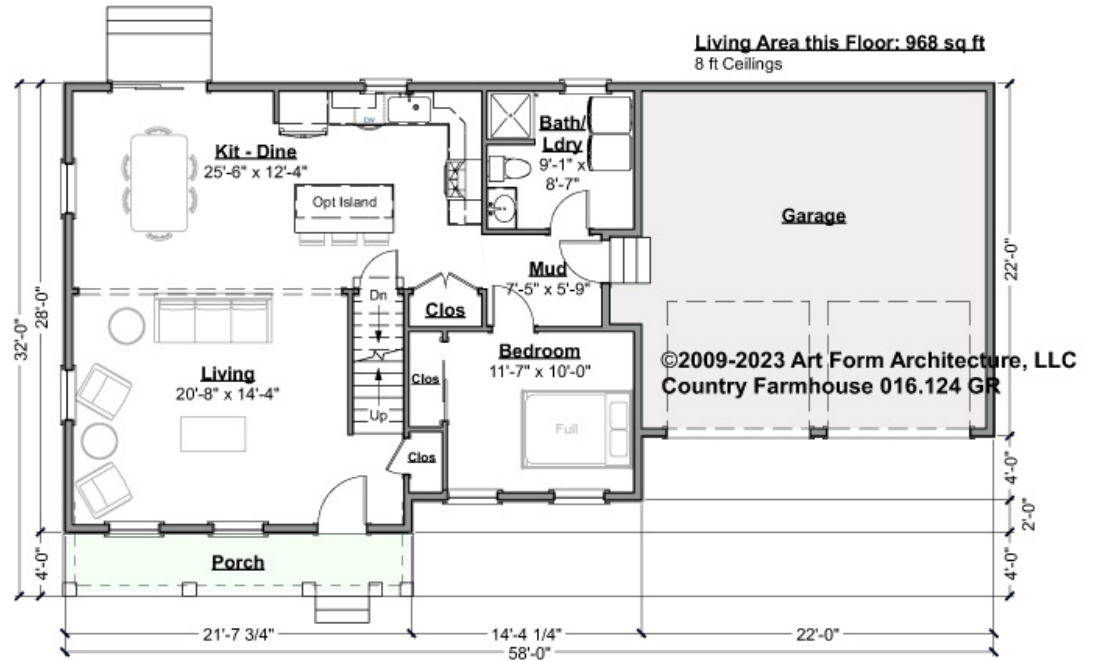 Living Area this Floor: 968 sq ft
8 ft Ceilings
Kit - Dine
25'-6" x 12'-4"
Opt Island
DW
Bath/
Ldry
9'-1" x
8'-7"
Garage
Mud
7'-5" x 5'-9"
Dn
Clos
Living
20'-8" x 14'-4"
Up
Clos
Clos
Bedroom
11'-7" x 10'-0"
Full
©2009-2023 Art Form Architecture, LLC
Country Farmhouse 016.124 GR
Porch
32'-0"
28'-0"
4'-0"
22'-0"
4'-0"
2'-0"
4'-0"
21'-7 3/4"
14'-4 1/4"
22'-0"
58'-0"